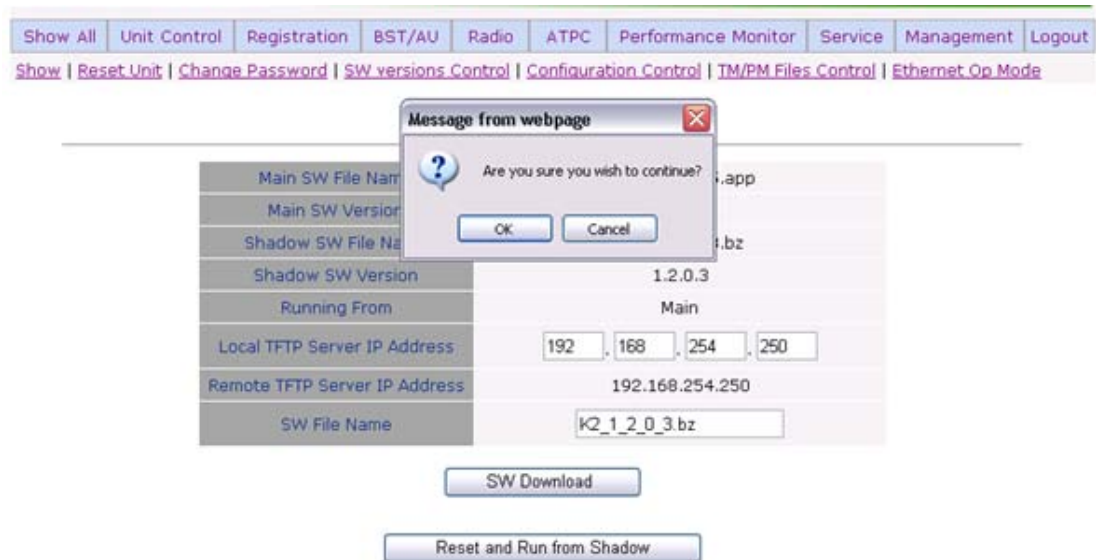 Show All Unit Control Registration BST/AU Radio ATPC Performance Monitor Service Management Logout
Show | Reset Unit | Change Password | SW versions Control | Configuration Control | TM/PM Files Control | Ethernet Op Mode
Message from webpage
Are you sure you wish to continue?
OK Cancel
Main SW File .app
Main SW
Shadow SW File .bz
Shadow SW Version 1.2.0.3
Running From Main
Local TFTP Server IP Address 192 . 168 . 254 . 250
Remote TFTP Server IP Address 192.168.254.250
SW File Name K2_1_2_0_3.bz
SW Download
Reset and Run from Shadow